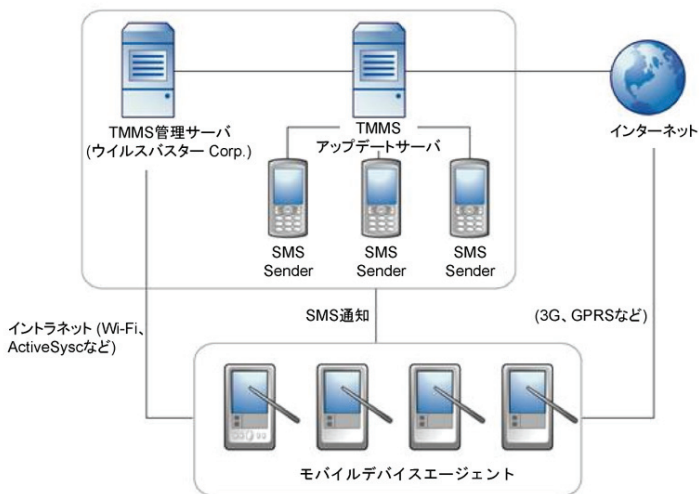 TMMS管理サーバ
(ウイルスバスター Corp.)
TMMS
アップデートサーバ
インターネット
SMS
Sender
SMS
Sender
SMS
Sender
イントラネット (Wi-Fi、
ActiveSyscなど)
SMS通知
(3G、GPRSなど)
モバイルデバイスエージェント